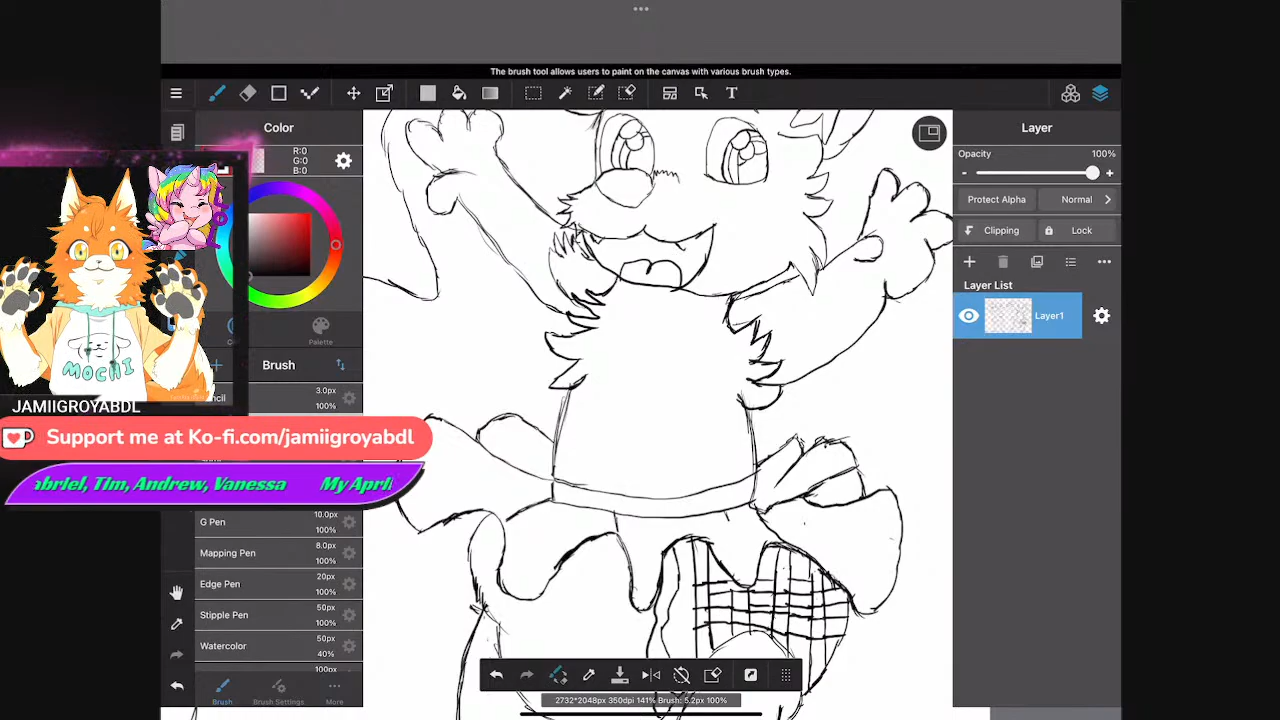 The brush tool allows users to paint on the canvas with various brush types.
T
Color
R:0
G:0
B:0
Palette
Brush
3.0px
100%
MOCHI
JAMIIGROYABDL
Support me at Ko-fi.com/jamiigroyabdl
abriel, Tim, Andrew, Vanessa My April
G Pen 10.0px
100%
Mapping Pen 8.0px
100%
Edge Pen 20px
100%
Stipple Pen 50px
100%
Watercolor 50px
40%
100px
Brush
Brush Settings
More
2732*2048px 350dpi 141% Brush: 5.2px 100%
Layer
Opacity 100%
- +
Protect Alpha Normal
Clipping Lock
Layer List
Layer1